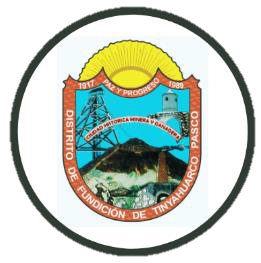 1917 PAZ Y PROGRESO 1989
CIUDAD HISTORICA MINERA Y GANADERA
DISTRITO DE FUNDICIÓN DE TINYAHUARCO PASCO